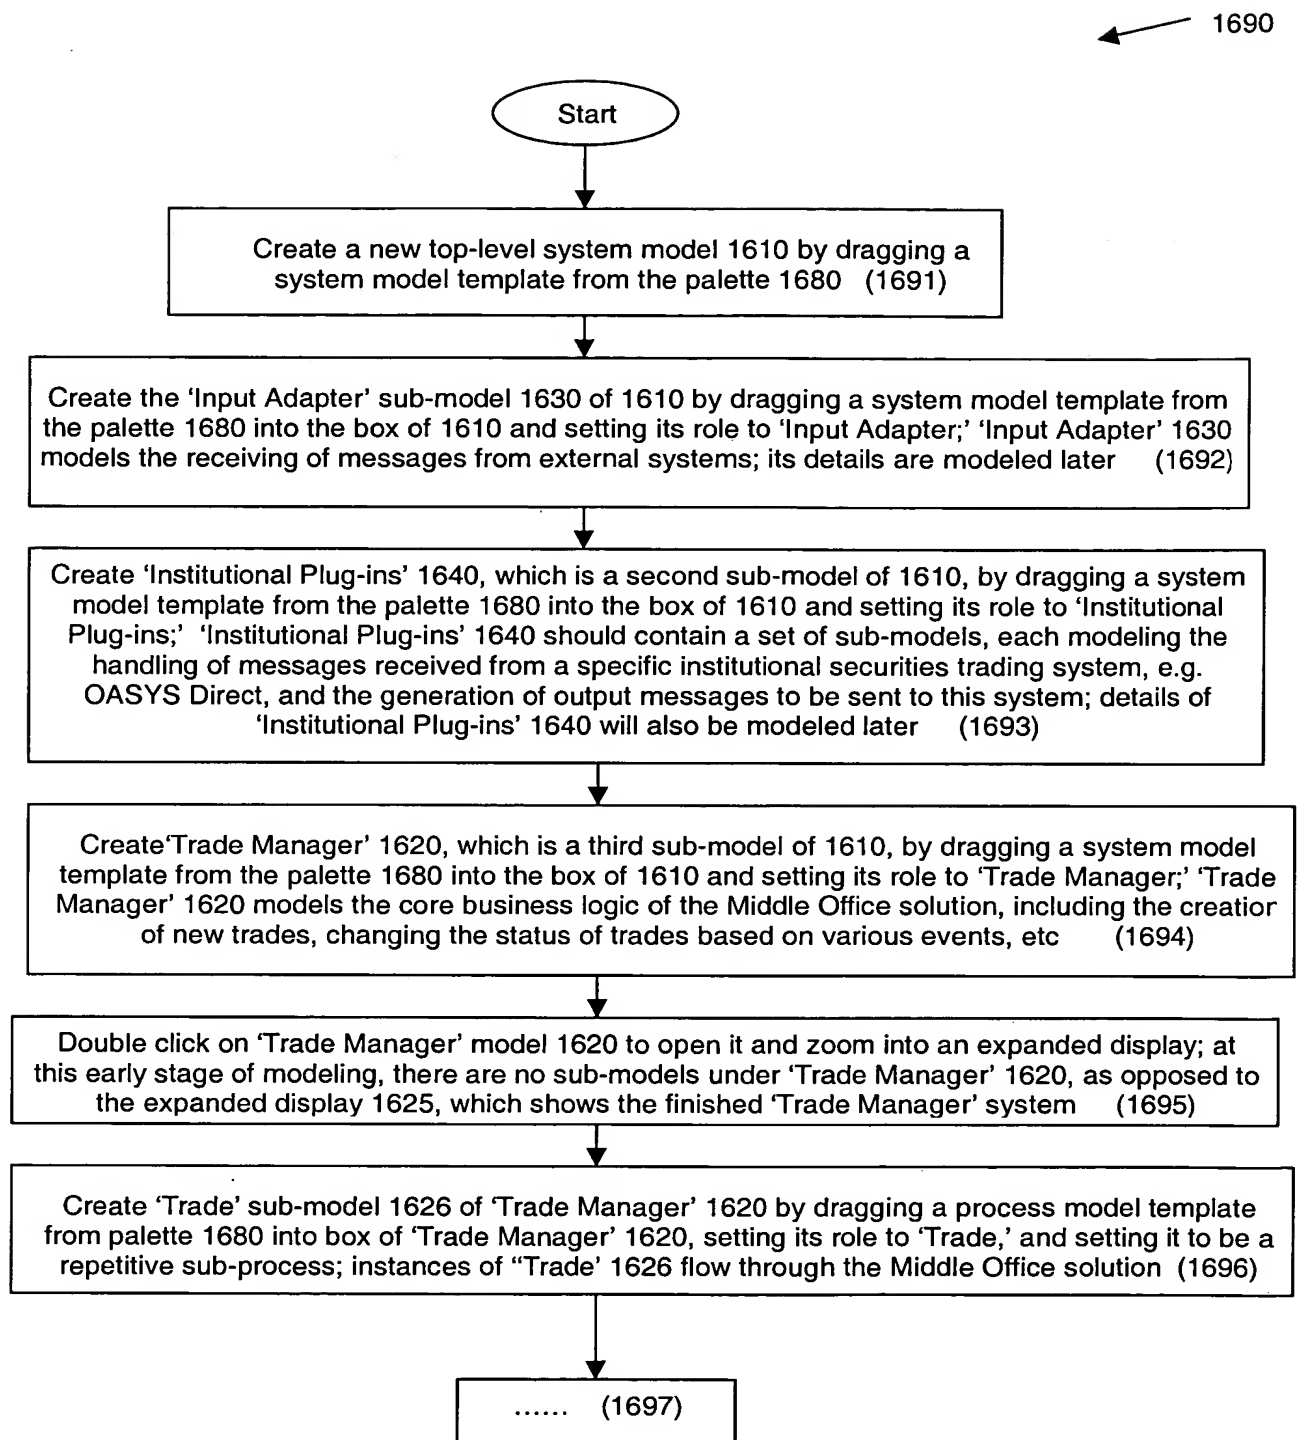 1690
Start
Create a new top-level system model 1610 by dragging a
system model template from the palette 1680 (1691)
Create the ‘Input Adapter’ sub-model 1630 of 1610 by dragging a system model template from
the palette 1680 into the box of 1610 and setting its role to ‘Input Adapter;’ ‘Input Adapter’ 1630
models the receiving of messages from external systems; its details are modeled later (1692)
Create ‘Institutional Plug-ins’ 1640, which is a second sub-model of 1610, by dragging a system
model template from the palette 1680 into the box of 1610 and setting its role to ‘Institutional
Plug-ins;’ ‘Institutional Plug-ins’ 1640 should contain a set of sub-models, each modeling the
handling of messages received from a specific institutional securities trading system, e.g.
OASYS Direct, and the generation of output messages to be sent to this system; details of
‘Institutional Plug-ins’ 1640 will also be modeled later (1693)
Create‘Trade Manager’ 1620, which is a third sub-model of 1610, by dragging a system model
template from the palette 1680 into the box of 1610 and setting its role to ‘Trade Manager;’ ‘Trade
Manager’ 1620 models the core business logic of the Middle Office solution, including the creation
of new trades, changing the status of trades based on various events, etc (1694)
Double click on ‘Trade Manager’ model 1620 to open it and zoom into an expanded display; at
this early stage of modeling, there are no sub-models under ‘Trade Manager’ 1620, as opposed to
the expanded display 1625, which shows the finished ‘Trade Manager’ system (1695)
Create ‘Trade’ sub-model 1626 of ‘Trade Manager’ 1620 by dragging a process model template
from palette 1680 into box of ‘Trade Manager’ 1620, setting its role to ‘Trade,’ and setting it to be a
repetitive sub-process; instances of “Trade’ 1626 flow through the Middle Office solution (1696)
...... (1697)